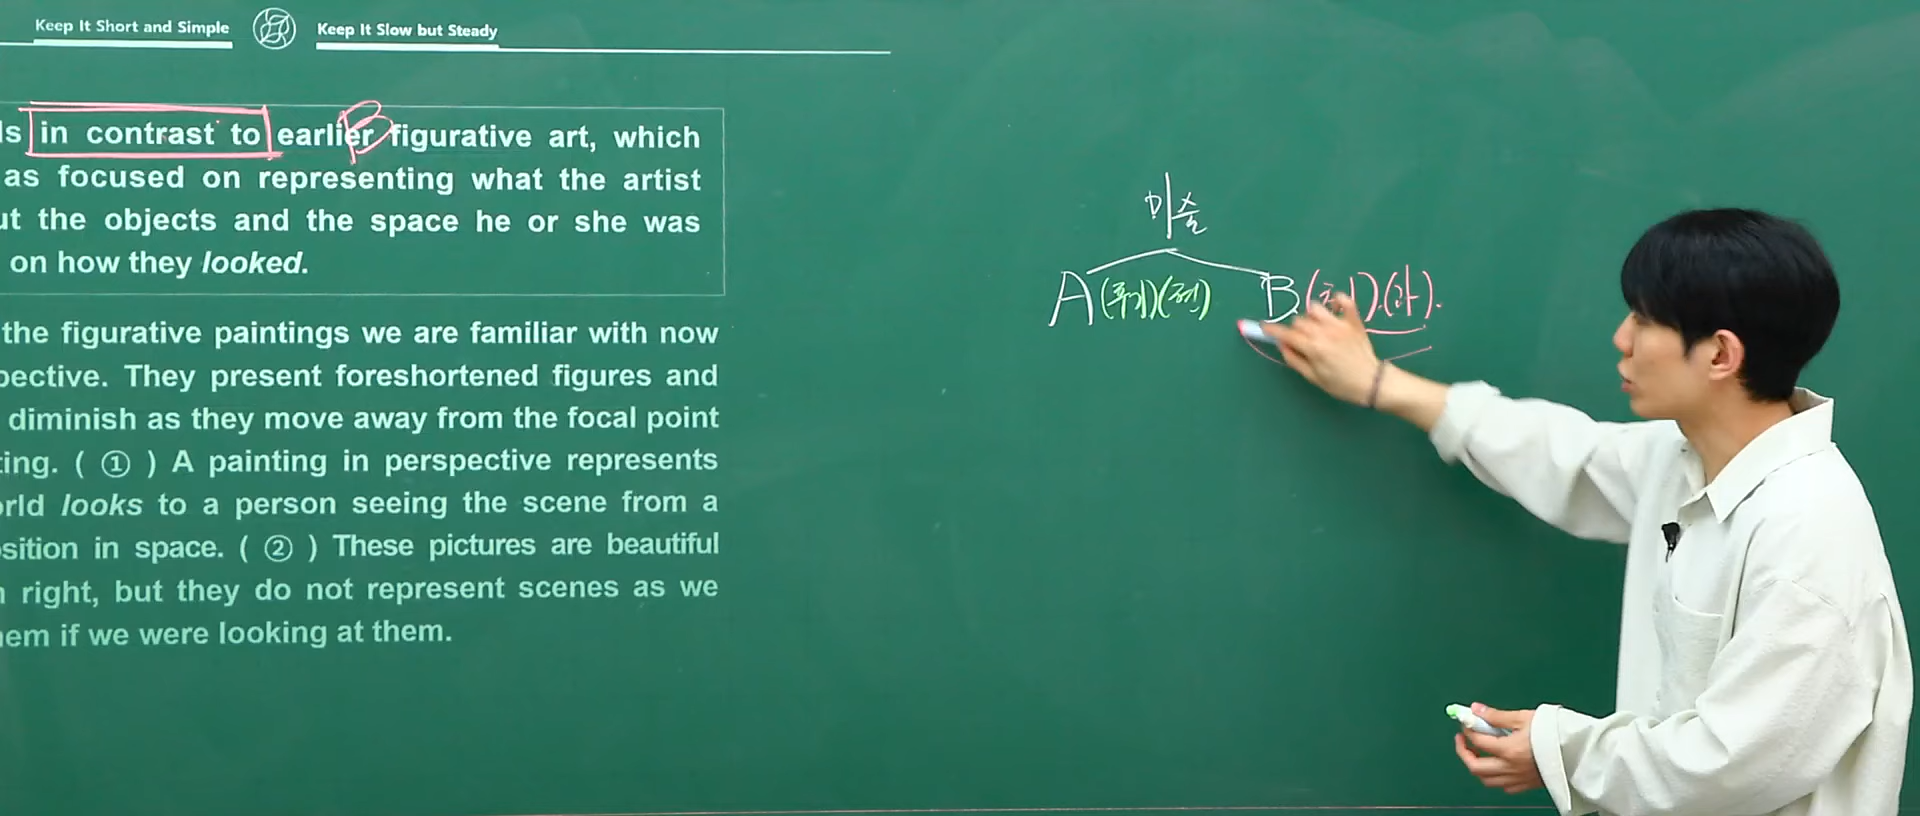 Keep It Short and Simple Keep It Slow but Steady
ls in contrast to earlier figurative art, which
as focused on representing what the artist
ut the objects and the space he or she was
on how they looked.
the figurative paintings we are familiar with now
pective. They present foreshortened figures and
diminish as they move away from the focal point
ting. ( ① ) A painting in perspective represents
orld looks to a person seeing the scene from a
sition in space. ( ② ) These pictures are beautiful
n right, but they do not represent scenes as we
hem if we were looking at them.
B
미술
A
B (과).